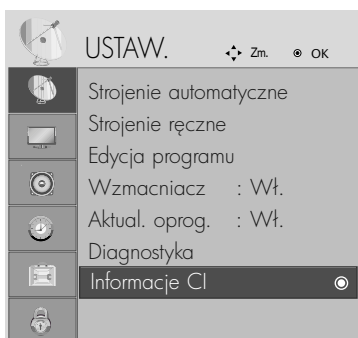 USTAW. Zm. OK
Strojenie automatyczne
Strojenie ręczne
Edycja programu
Wzmacniacz : Wł.
Aktual. oprog. : Wł.
Diagnostyka
Informacje CI